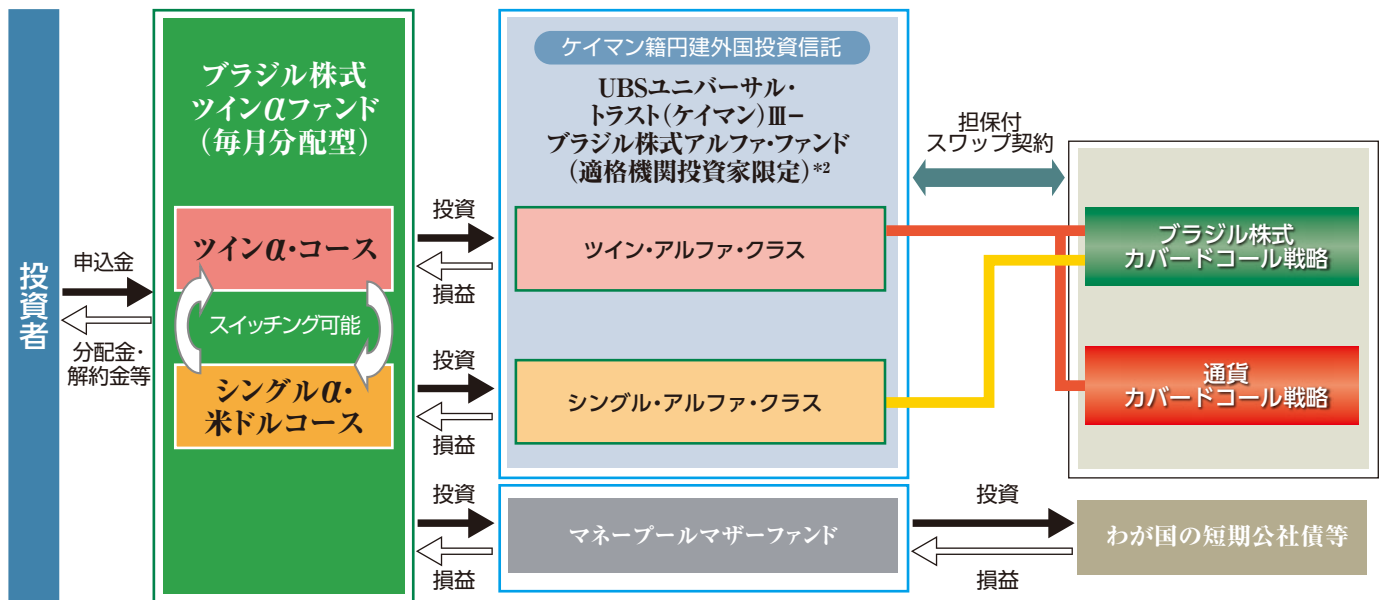 投資者
申込金
分配金・
解約金等
ブラジル株式
ツインαファンド
（毎月分配型）
ツインα・コース
スイッチング可能
シングルα・
米ドルコース
投資
損益
投資
損益
投資
損益
ケイマン籍円建外国投資信託
UBSユニバーサル・
トラスト（ケイマン）Ⅲ－
ブラジル株式アルファ・ファンド
（適格機関投資家限定）*2
ツイン・アルファ・クラス
シングル・アルファ・クラス
マネープールマザーファンド
担保付
スワップ契約
ブラジル株式
カバードコール戦略
通貨
カバードコール戦略
投資
損益
わが国の短期公社債等